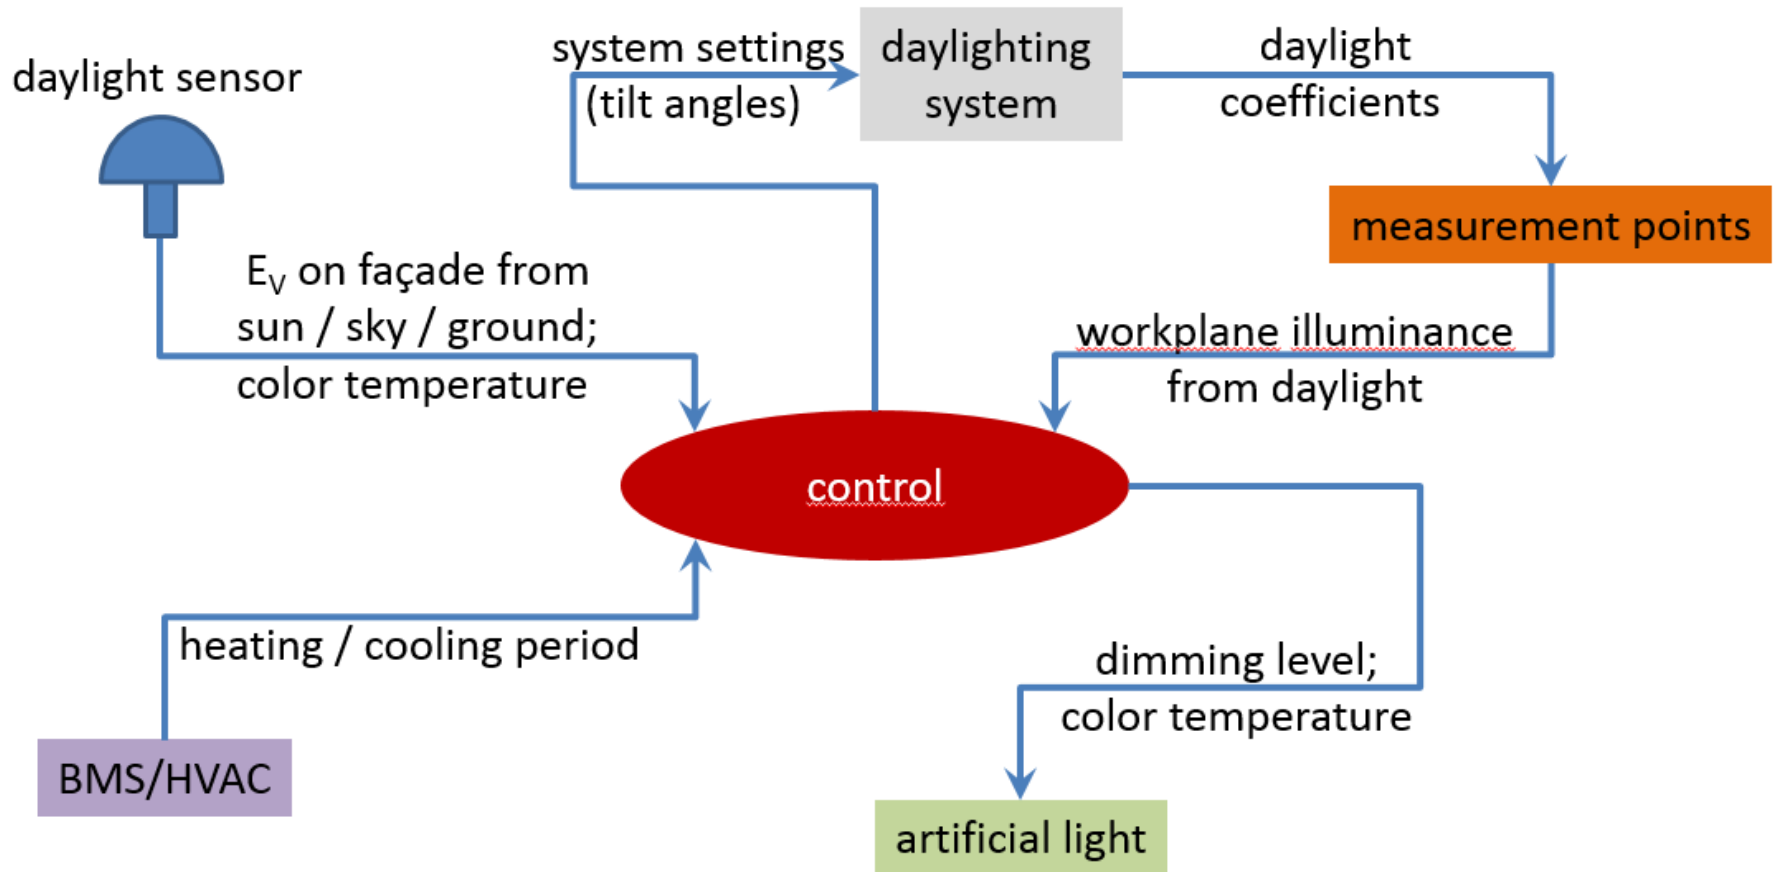 daylight sensor
system settings
(tilt angles)
daylighting
system
daylight
coefficients
measurement points
E_V on façade from
sun / sky / ground;
color temperature
workplane illuminance
from daylight
control
heating / cooling period
BMS/HVAC
dimming level;
color temperature
artificial light